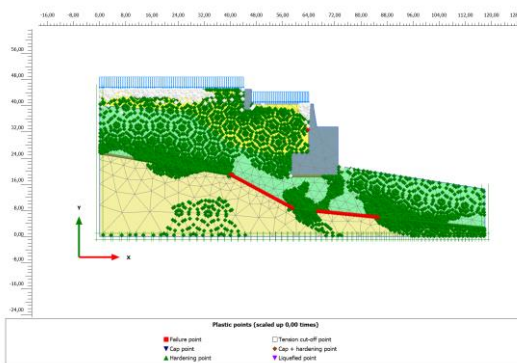 -16,00 -8,00 0,00 8,00 16,00 24,00 32,00 40,00 48,00 56,00 64,00 72,00 80,00 88,00 96,00 104,00 112,00 120,00
56,00
48,00
40,00
32,00
24,00
16,00
8,00
0,00
-8,00
-16,00
-24,00
Y
X
Plastic points (scaled up 0,00 times)
Failure point Tension cut-off point
Cap point Cap + hardening point
Hardening point Liquefied point